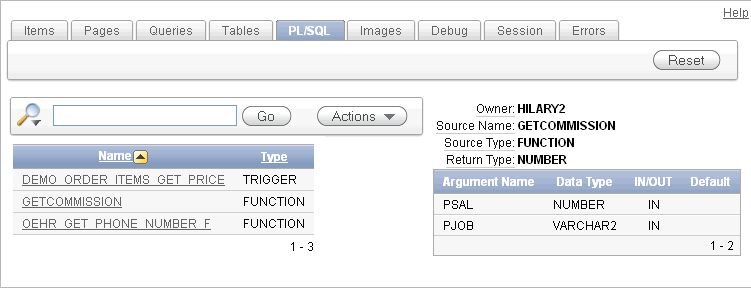 Help
Items Pages Queries Tables PL/SQL Images Debug Session Errors
Reset
Go Actions
Name Type
DEMO_ORDER_ITEMS_GET_PRICE TRIGGER
GETCOMMISSION FUNCTION
OEHR_GET_PHONE_NUMBER_F FUNCTION
1 - 3
Owner: HILARY2
Source Name: GETCOMMISSION
Source Type: FUNCTION
Return Type: NUMBER
Argument Name Data Type IN/OUT Default
PSAL NUMBER IN
PJOB VARCHAR2 IN
1 - 2